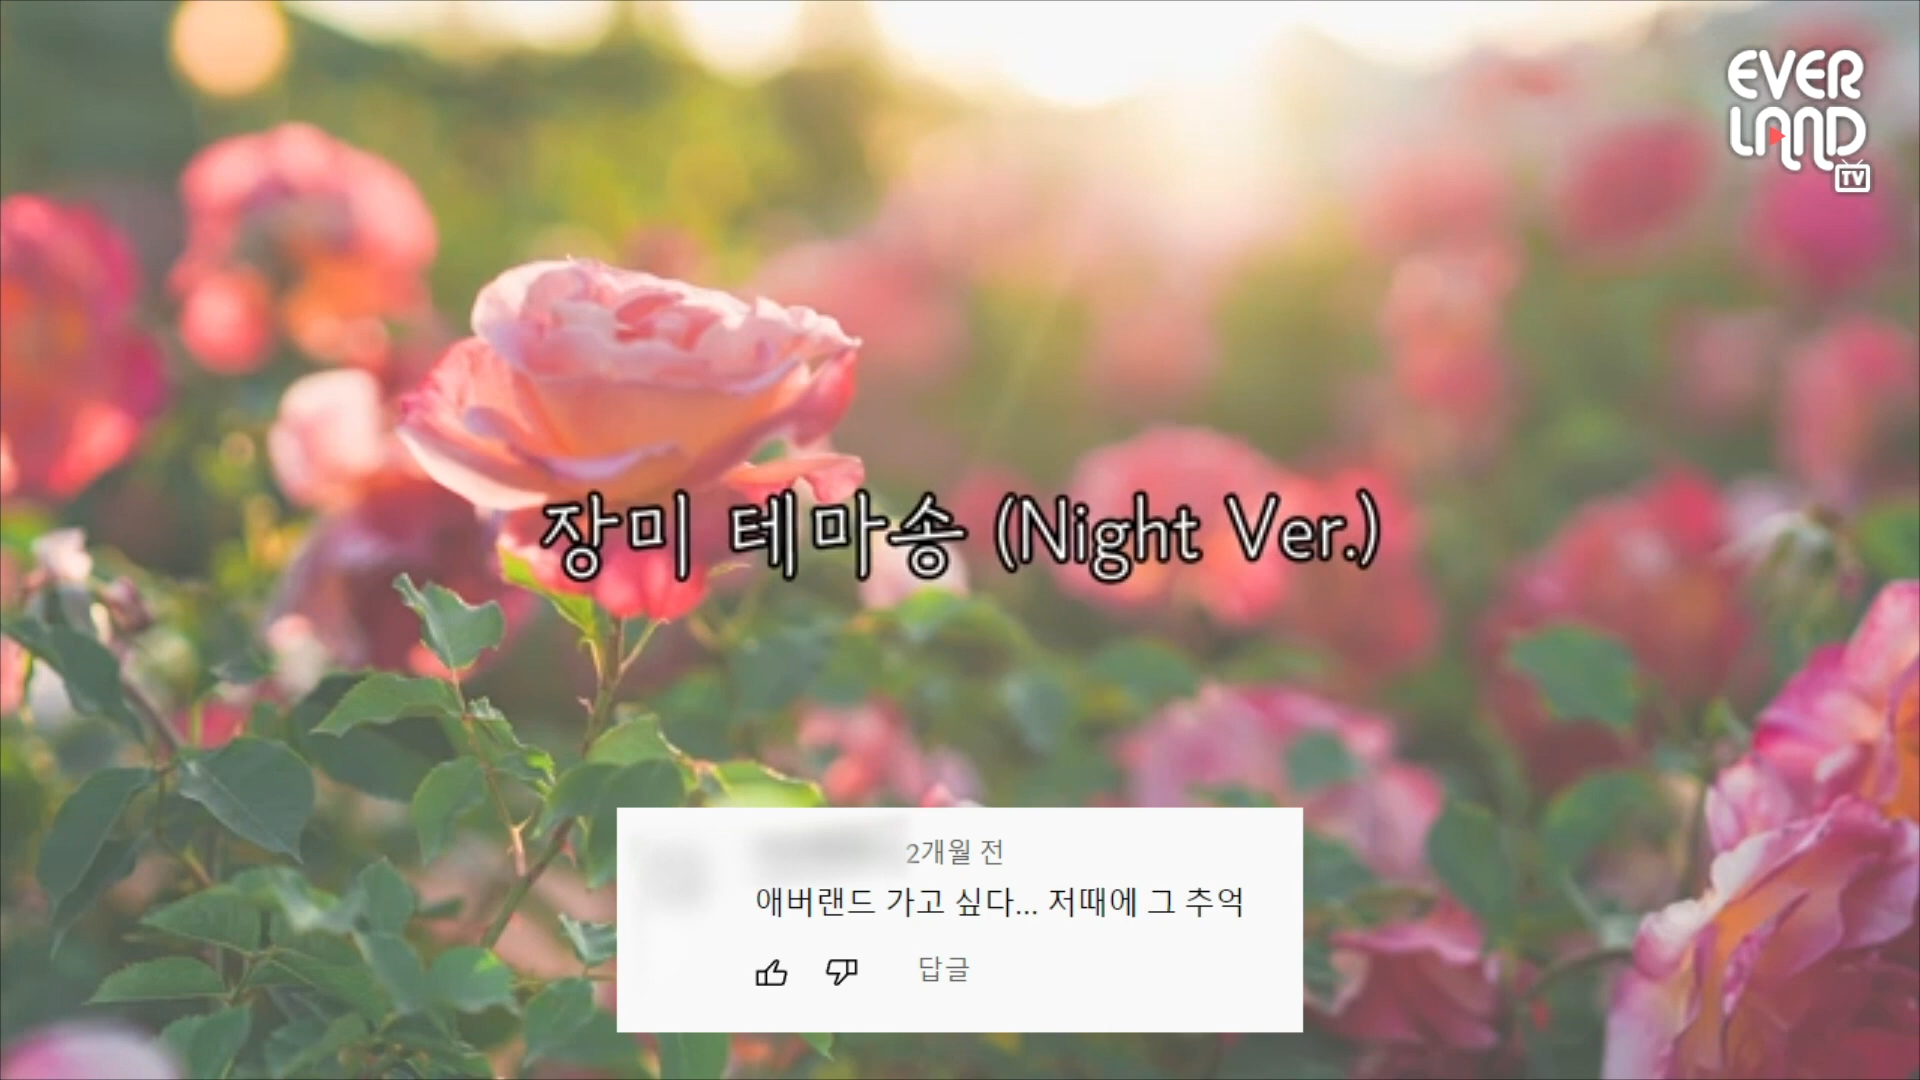 EVER
LAND
TV
장미 테마송 (Night Ver.)
2개월 전
애버랜드 가고 싶다... 저때에 그 추억
답글